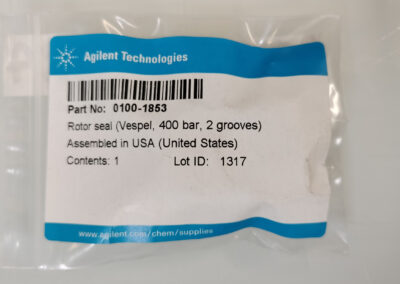 Agilent Technologies
Part No: 0100-1853
Rotor seal (Vespel, 400 bar, 2 grooves)
Assembled in USA (United States)
Contents: 1 Lot ID: 1317
www.agilent.com/chem/supplies